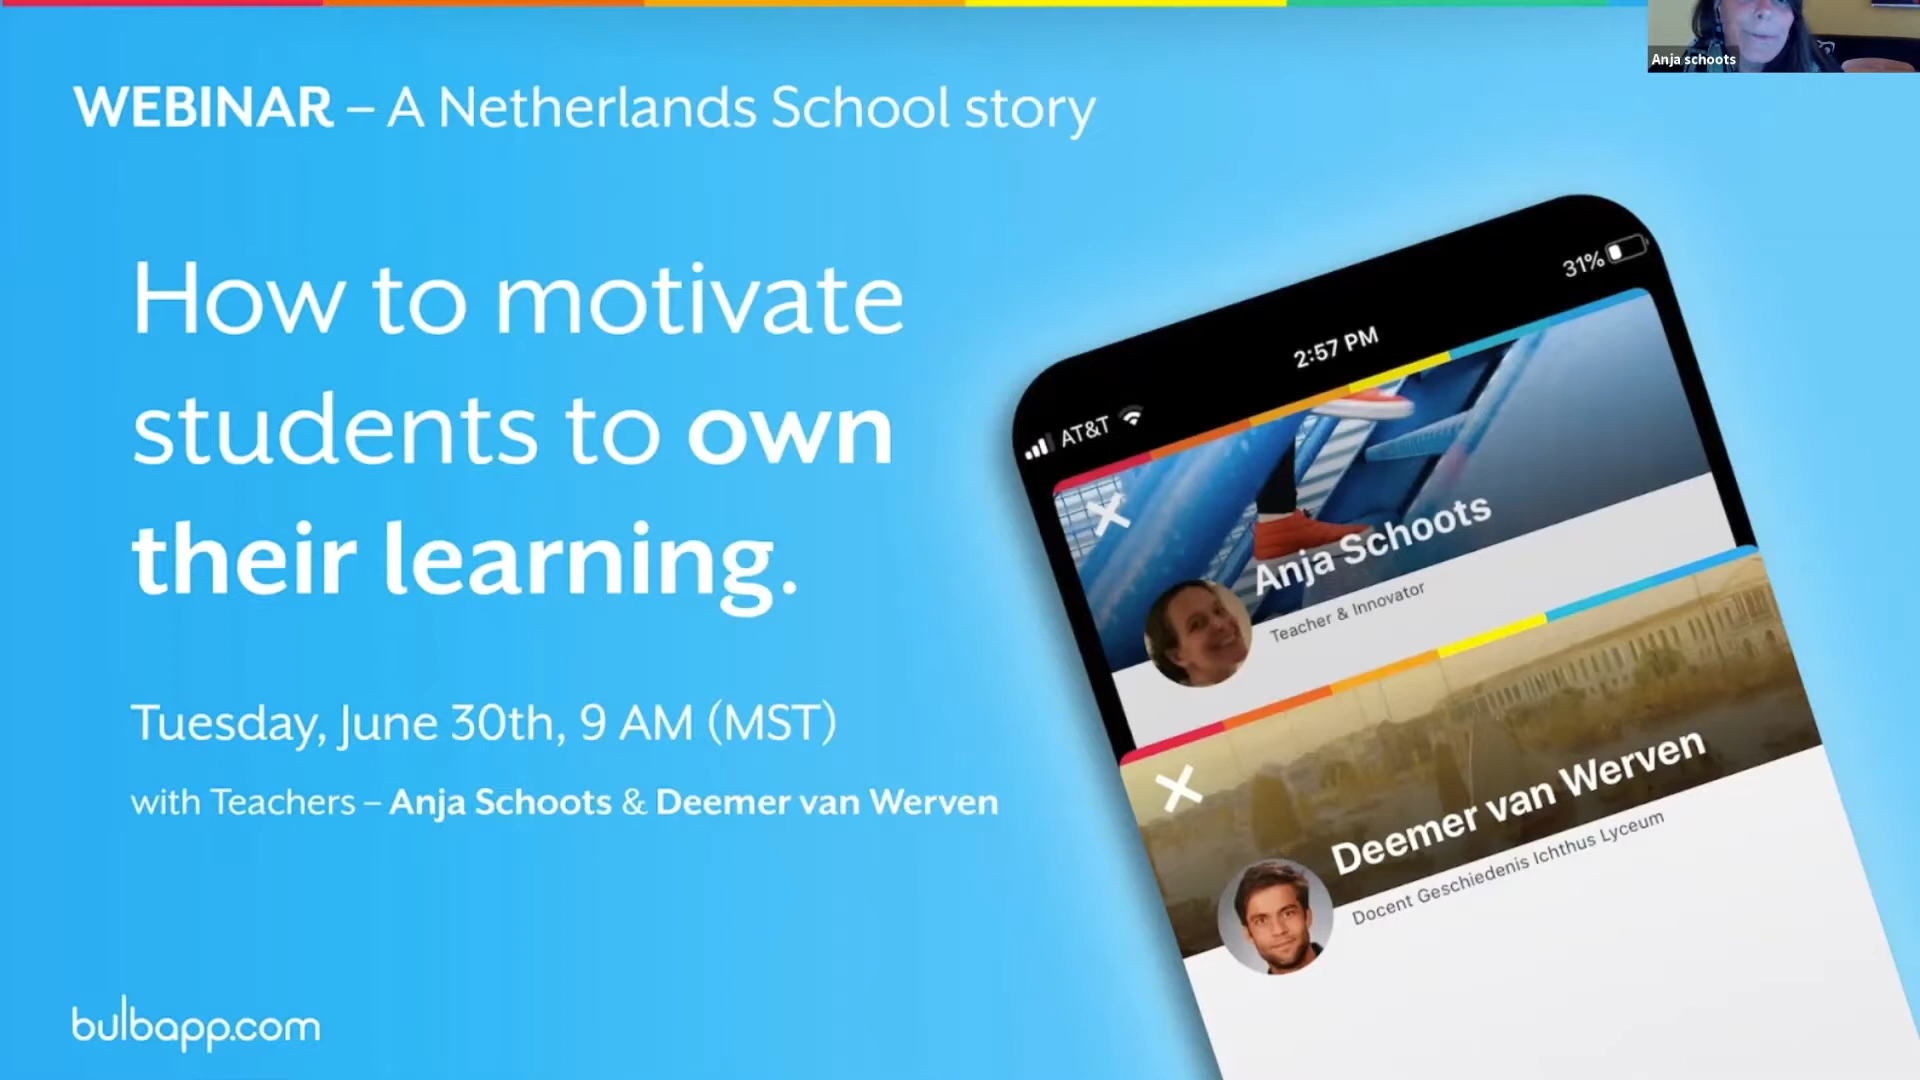 Anja schoots
WEBINAR – A Netherlands School story
How to motivate
students to own
their learning.
Tuesday, June 30th, 9 AM (MST)
with Teachers – Anja Schoots & Deemer van Werven
bulbapp.com
AT&T
2:57 PM
31%
Anja Schoots
Teacher & Innovator
Deemer van Werven
Docent Geschiedenis Ichthus Lyceum